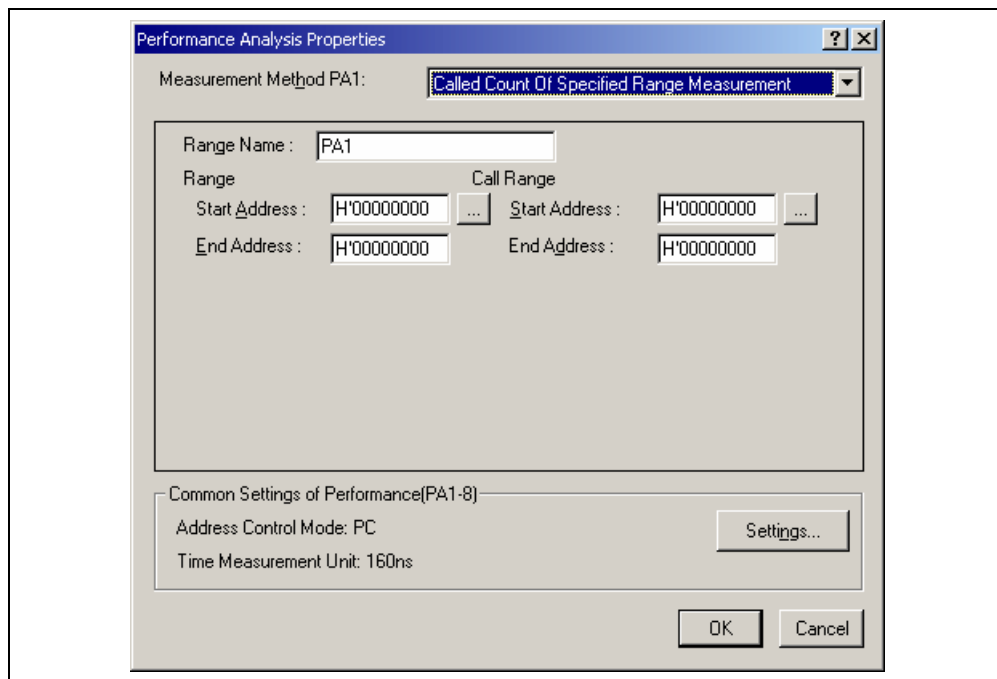 Performance Analysis Properties
Measurement Method PA1: Called Count Of Specified Range Measurement
Range Name : PA1
Range Call Range
Start Address : H'00000000 ... Start Address : H'00000000 ...
End Address : H'00000000 End Address : H'00000000
Common Settings of Performance(PA1-8)
Address Control Mode: PC
Settings...
Time Measurement Unit: 160ns
OK Cancel